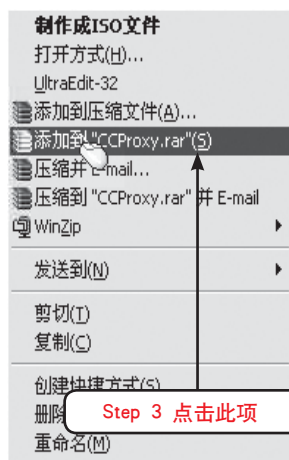 制作成ISO文件
打开方式(H)...
UltraEdit-32
添加到压缩文件(A)...
添加到"CCProxy.rar"(S)
压缩并 E-mail...
压缩到 "CCProxy.rar" 并 E-mail
WinZip
发送到(N)
剪切(T)
复制(C)
创建快捷方式(S)
删除
Step 3 点击此项
重命名(M)